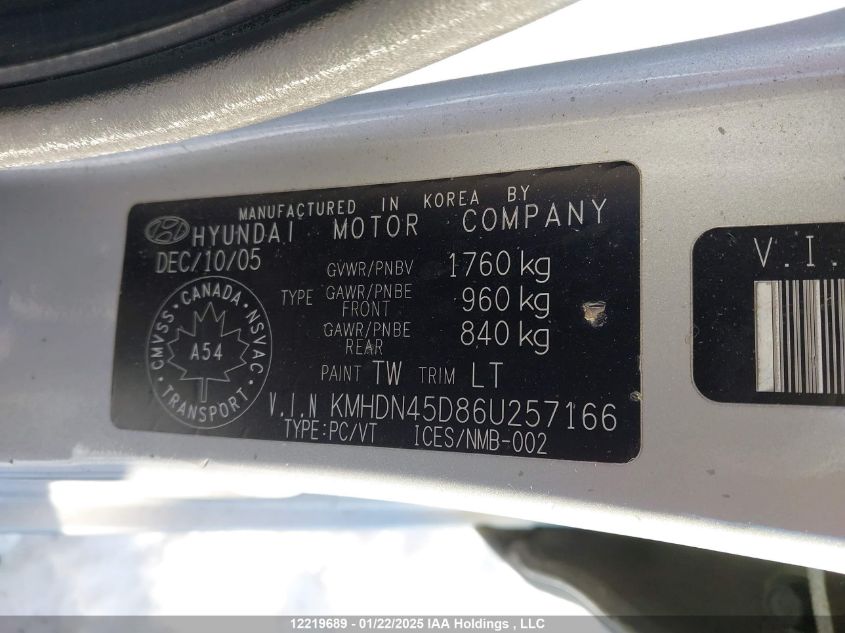 MANUFACTURED IN KOREA BY
HYUNDAI MOTOR COMPANY
DEC/10/05
GVWR/PNBV 1760 kg
TYPE GAWR/PNBE FRONT 960 kg
GAWR/PNBE REAR 840 kg
PAINT TW TRIM LT
V.I.N KMHDN45D86U257166
TYPE:PC/VT ICES/NMB-002
CMVSS • CANADA • NSVAC • TRANSPORT •
A54
V.I.
12219689 - 01/22/2025 IAA Holdings , LLC